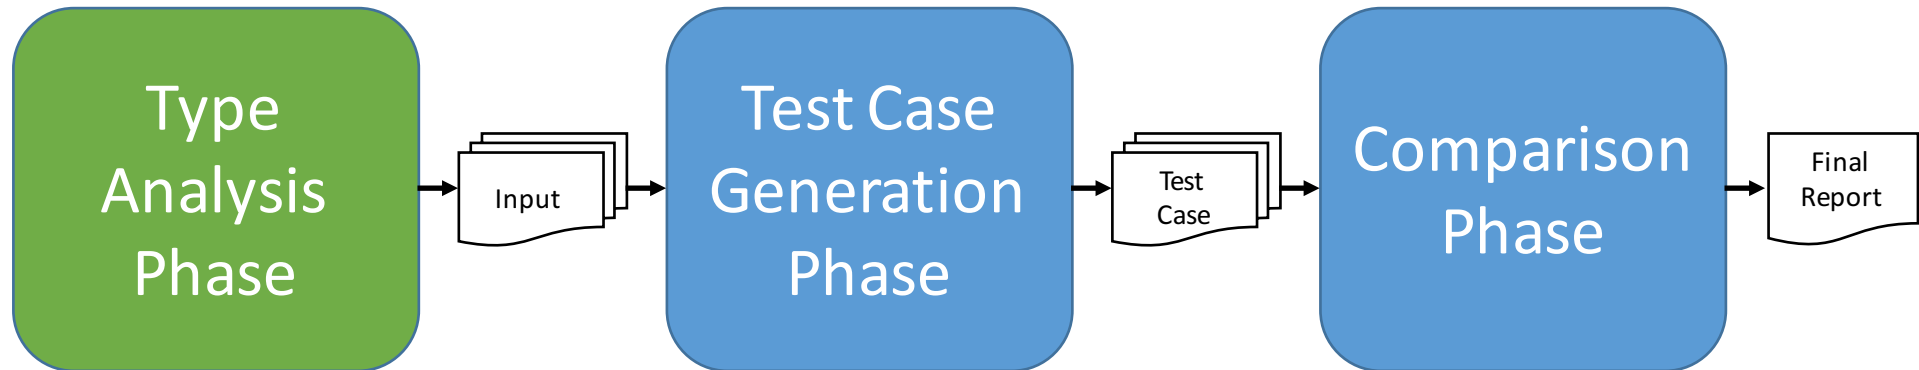 Type
Analysis
Phase
Input
Test Case
Generation
Phase
Test
Case
Comparison
Phase
Final
Report